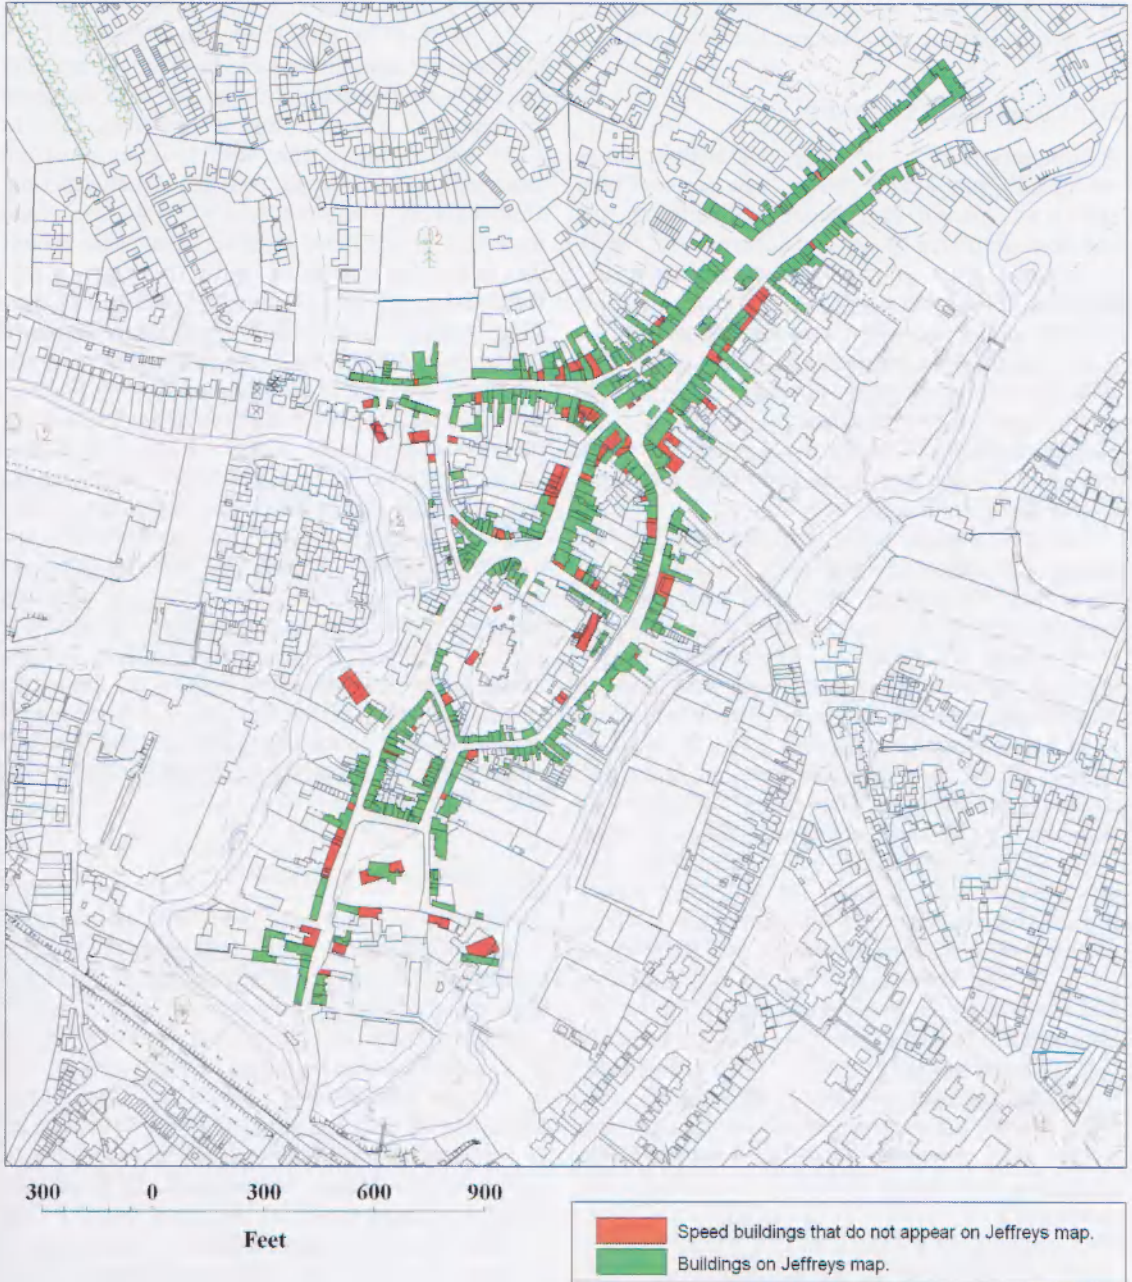 300 0 300 600 900
Feet
Speed buildings that do not appear on Jeffreys map.
Buildings on Jeffreys map.